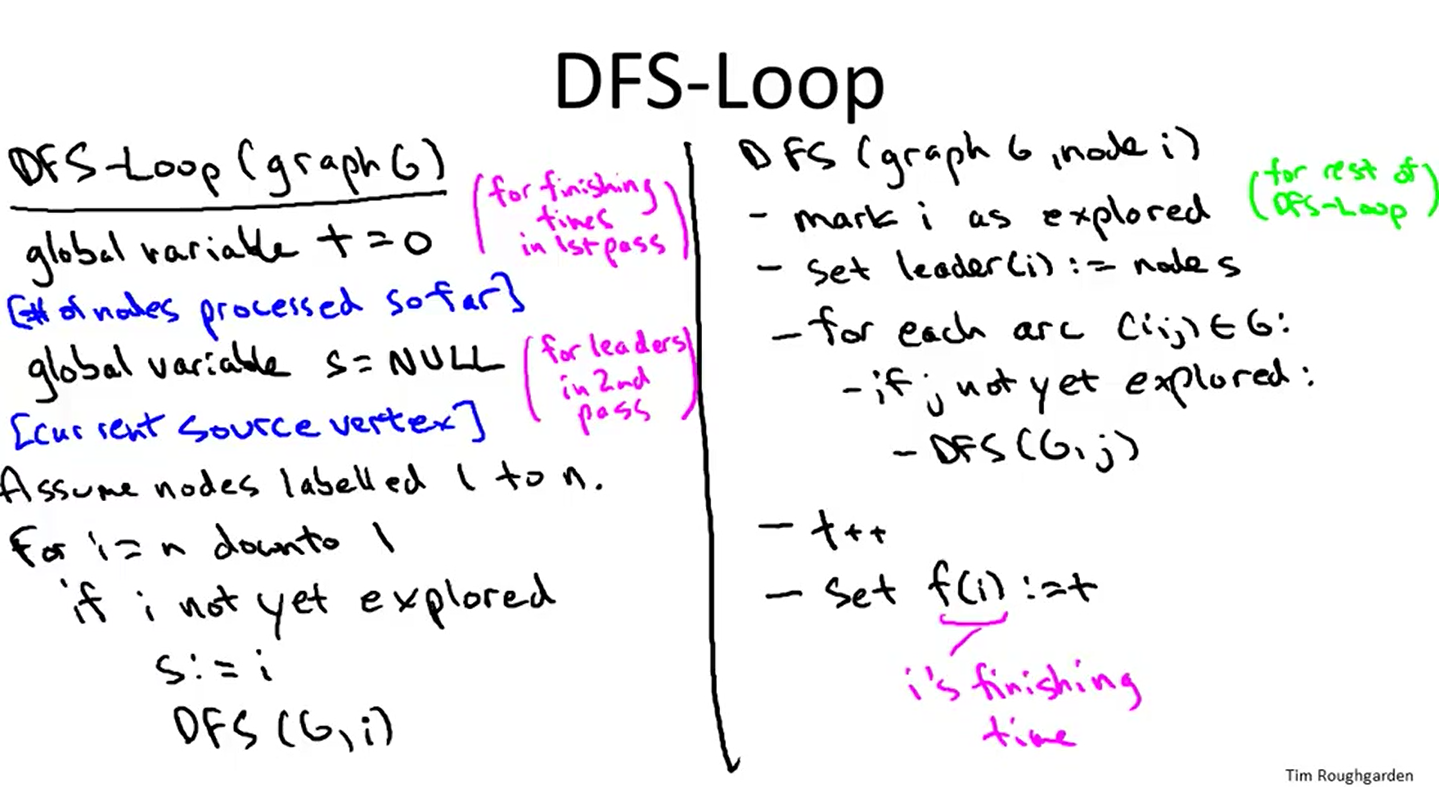 DFS-Loop
DFS-Loop (graph G)
(for finishing
times
in 1st pass)
global variable t = 0
[# of nodes processed so far]
global variable s = NULL
(for leaders
in 2nd
pass)
[current source vertex]
Assume nodes labelled 1 to n.
For i = n downto 1
if i not yet explored
s := i
DFS (G, i)
DFS (graph G, node i)
- mark i as explored
(for rest of
DFS-Loop)
- set leader(i) := node s
- for each arc (i,j) ∈ G:
- if j not yet explored:
- DFS (G, j)
- t++
- set f(i) := t
i's finishing
time
Tim Roughgarden